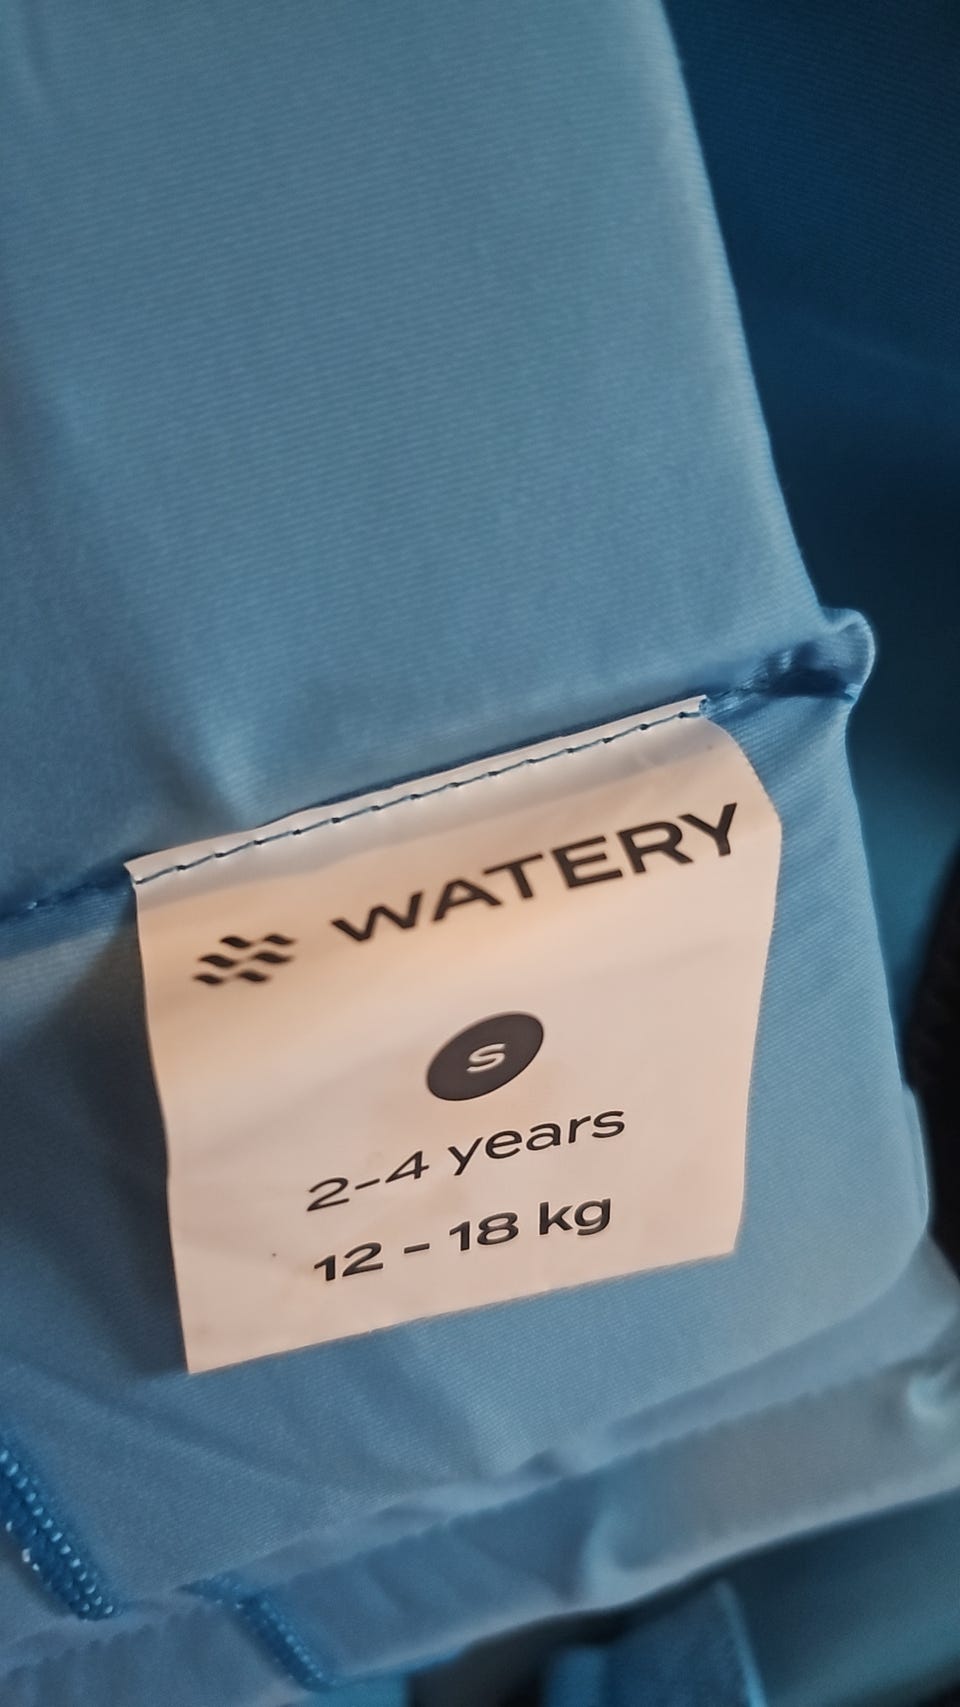 WATERY
S
2-4 years
12 - 18 kg